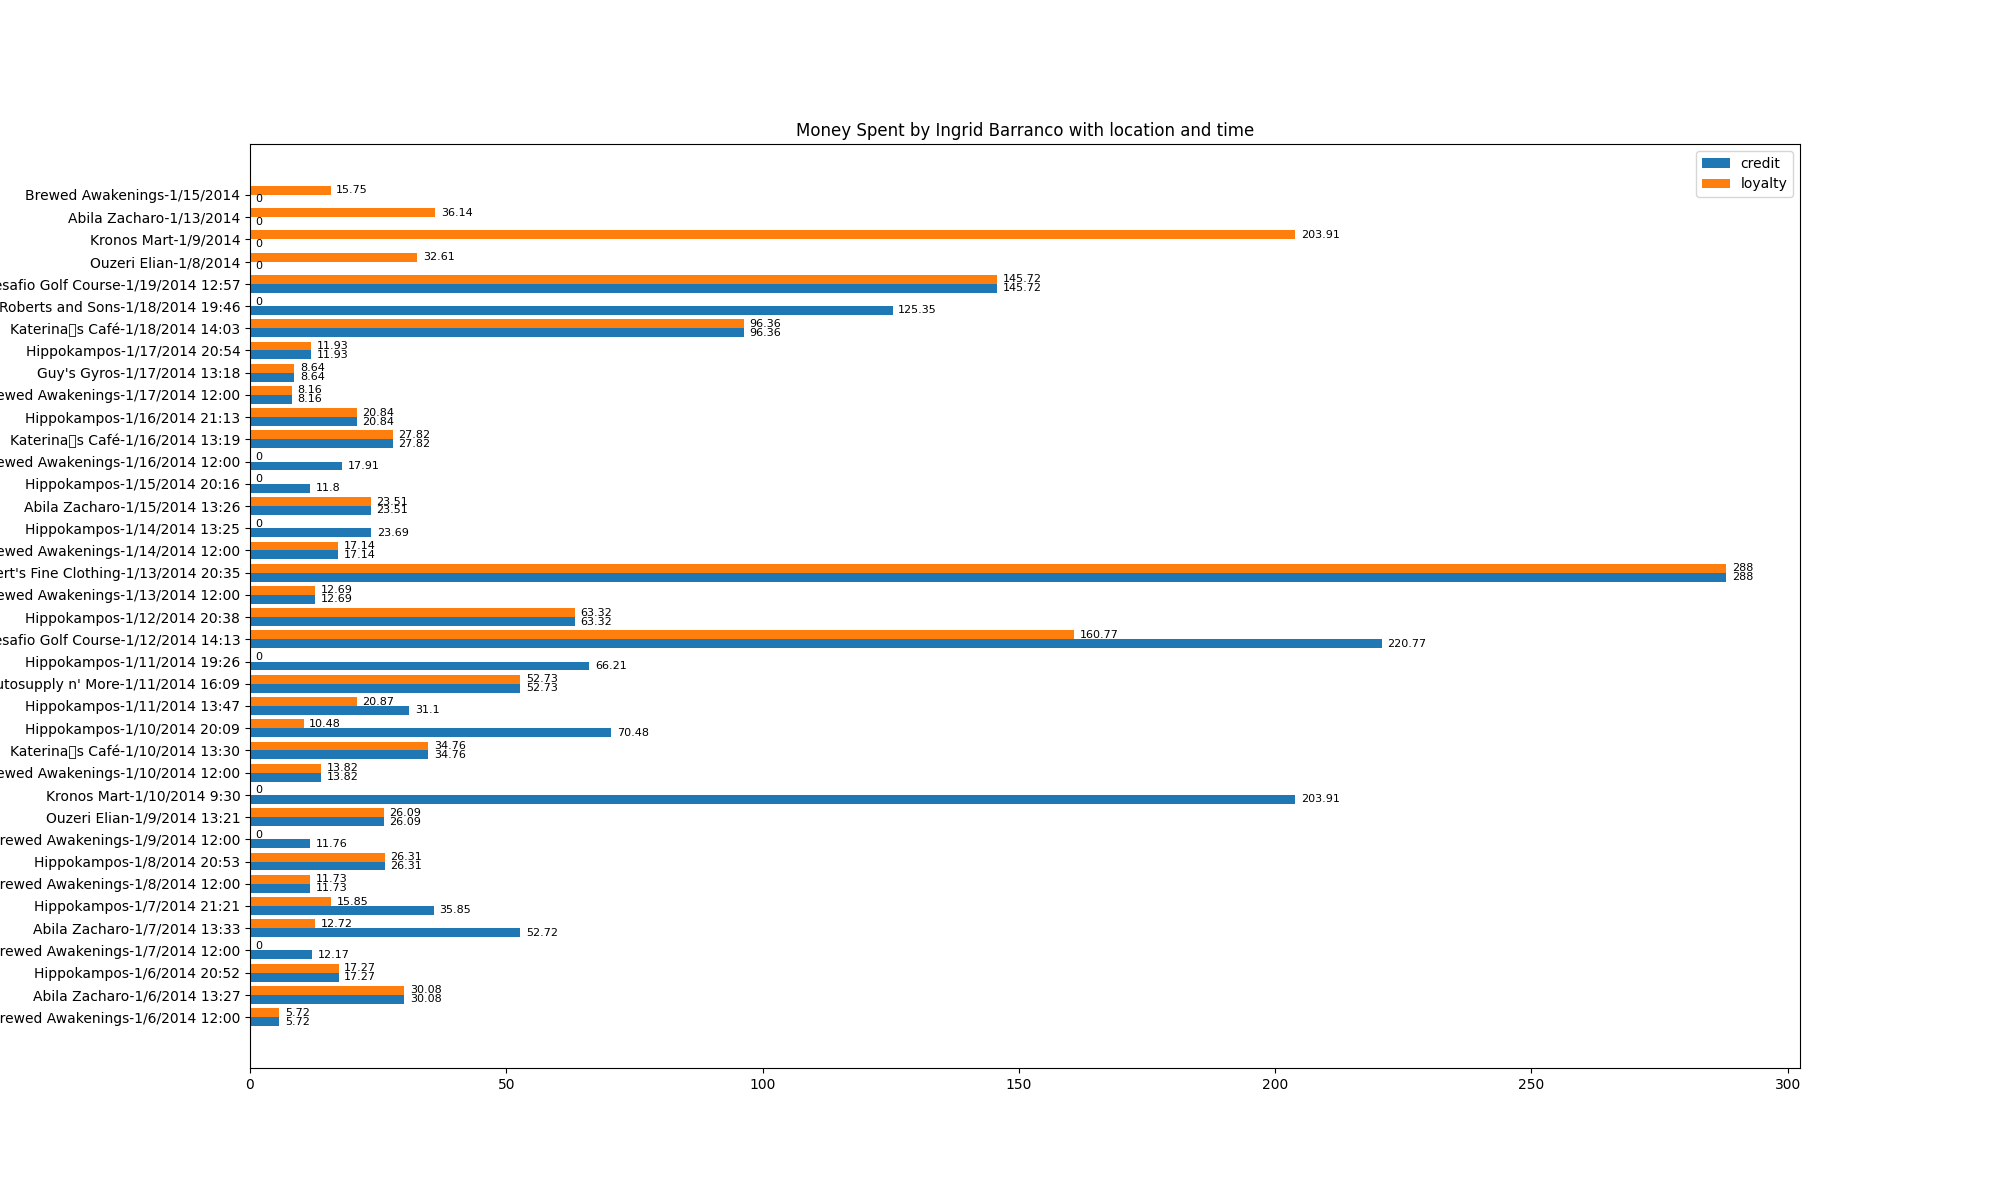 Money Spent by Ingrid Barranco with location and time
credit
loyalty
Brewed Awakenings-1/15/2014 15.75 0
Abila Zacharo-1/13/2014 36.14 0
Kronos Mart-1/9/2014 203.91 0
Ouzeri Elian-1/8/2014 32.61 0
esafio Golf Course-1/19/2014 12:57 145.72 145.72
Roberts and Sons-1/18/2014 19:46 0 125.35
Katerina▯s Café-1/18/2014 14:03 96.36 96.36
Hippokampos-1/17/2014 20:54 11.93 11.93
Guy's Gyros-1/17/2014 13:18 8.64 8.64
ewed Awakenings-1/17/2014 12:00 8.16 8.16
Hippokampos-1/16/2014 21:13 20.84 20.84
Katerina▯s Café-1/16/2014 13:19 27.82 27.82
ewed Awakenings-1/16/2014 12:00 0 17.91
Hippokampos-1/15/2014 20:16 0 11.8
Abila Zacharo-1/15/2014 13:26 23.51 23.51
Hippokampos-1/14/2014 13:25 0 23.69
ewed Awakenings-1/14/2014 12:00 17.14 17.14
ert's Fine Clothing-1/13/2014 20:35 288 288
ewed Awakenings-1/13/2014 12:00 12.69 12.69
Hippokampos-1/12/2014 20:38 63.32 63.32
esafio Golf Course-1/12/2014 14:13 160.77 220.77
Hippokampos-1/11/2014 19:26 0 66.21
utosupply n' More-1/11/2014 16:09 52.73 52.73
Hippokampos-1/11/2014 13:47 20.87 31.1
Hippokampos-1/10/2014 20:09 10.48 70.48
Katerina▯s Café-1/10/2014 13:30 34.76 34.76
ewed Awakenings-1/10/2014 12:00 13.82 13.82
Kronos Mart-1/10/2014 9:30 0 203.91
Ouzeri Elian-1/9/2014 13:21 26.09 26.09
rewed Awakenings-1/9/2014 12:00 0 11.76
Hippokampos-1/8/2014 20:53 26.31 26.31
rewed Awakenings-1/8/2014 12:00 11.73 11.73
Hippokampos-1/7/2014 21:21 15.85 35.85
Abila Zacharo-1/7/2014 13:33 12.72 52.72
rewed Awakenings-1/7/2014 12:00 0 12.17
Hippokampos-1/6/2014 20:52 17.27 17.27
Abila Zacharo-1/6/2014 13:27 30.08 30.08
rewed Awakenings-1/6/2014 12:00 5.72 5.72
0 50 100 150 200 250 300